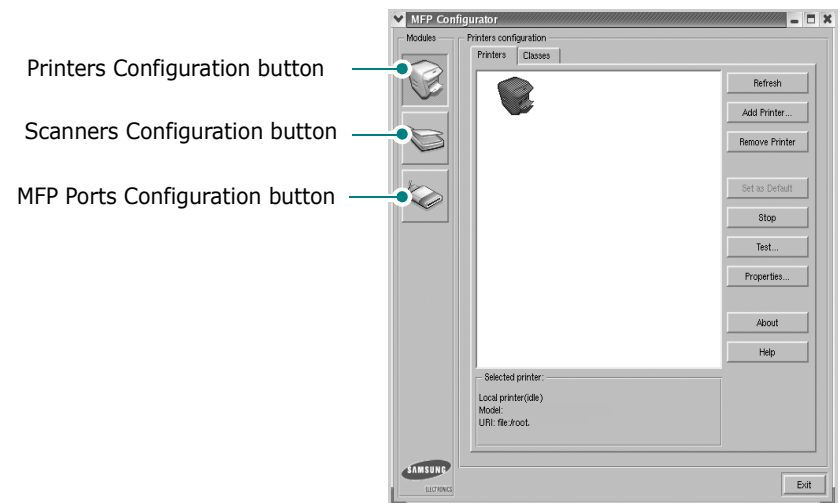 MFP Configurator
Modules
Printers configuration
Printers
Classes
Printers Configuration button
Scanners Configuration button
MFP Ports Configuration button
Refresh
Add Printer...
Remove Printer
Set as Default
Stop
Test...
Properties...
About
Help
Selected printer:
Local printer(idle)
Model:
URI: file:/root.
SAMSUNG
ELECTRONICS
Exit